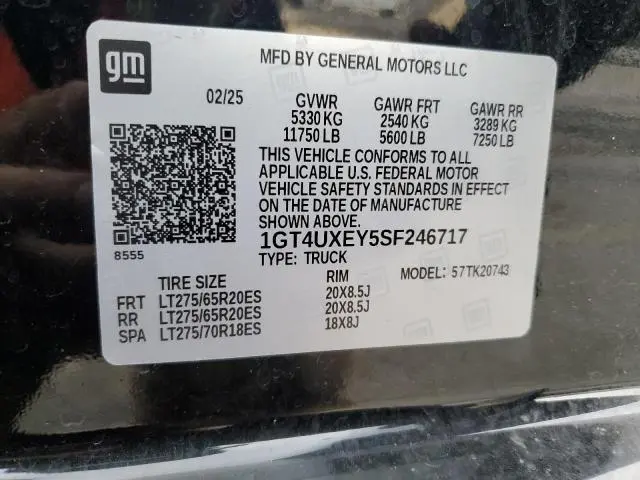 gm
MFD BY GENERAL MOTORS LLC
02/25
GVWR GAWR FRT GAWR RR
5330 KG 2540 KG 3289 KG
11750 LB 5600 LB 7250 LB
THIS VEHICLE CONFORMS TO ALL
APPLICABLE U.S. FEDERAL MOTOR
VEHICLE SAFETY STANDARDS IN EFFECT
ON THE DATE OF MANUFACTURE
SHOWN ABOVE.
8555
1GT4UXEY5SF246717
TYPE: TRUCK MODEL: 57TK20743
TIRE SIZE RIM
FRT LT275/65R20ES 20X8.5J
RR LT275/65R20ES 20X8.5J
SPA LT275/70R18ES 18X8J